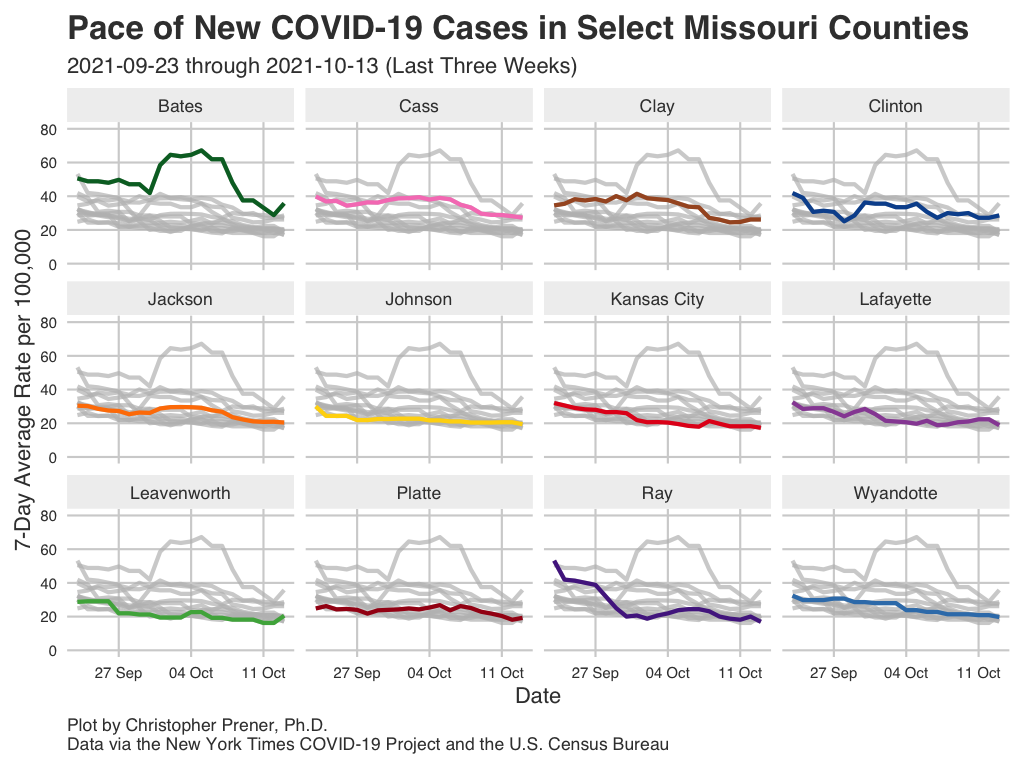 Pace of New COVID-19 Cases in Select Missouri Counties
2021-09-23 through 2021-10-13 (Last Three Weeks)
7-Day Average Rate per 100,000
Bates Cass Clay Clinton
80
60
40
20
0
Jackson Johnson Kansas City Lafayette
80
60
40
20
0
Leavenworth Platte Ray Wyandotte
80
60
40
20
0
27 Sep 04 Oct 11 Oct 27 Sep 04 Oct 11 Oct 27 Sep 04 Oct 11 Oct 27 Sep 04 Oct 11 Oct
Date
Plot by Christopher Prener, Ph.D.
Data via the New York Times COVID-19 Project and the U.S. Census Bureau